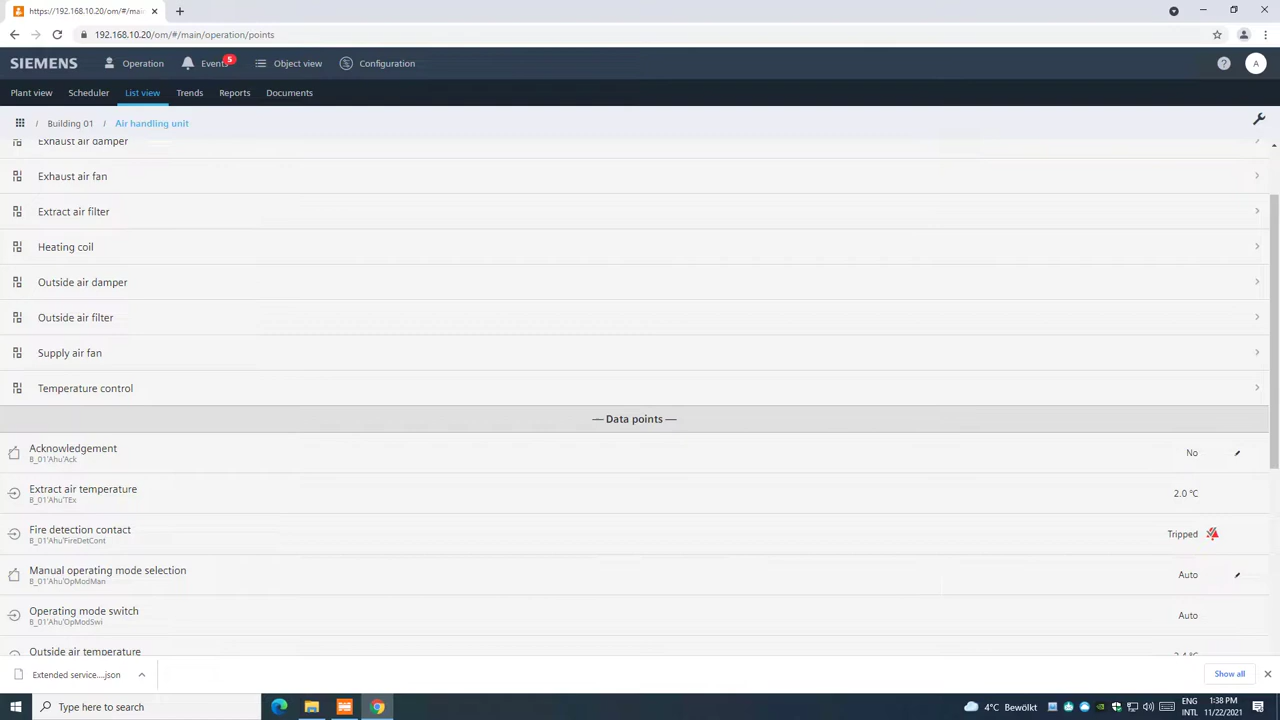 https://192.168.10.20/om/#/mai
192.168.10.20/om/#/main/operation/points
SIEMENS Operation Events 5 Object view Configuration ? A
Plant view Scheduler List view Trends Reports Documents
/ Building 01 / Air handling unit
Exhaust air damper
Exhaust air fan
Extract air filter
Heating coil
Outside air damper
Outside air filter
Supply air fan
Temperature control
— Data points —
Acknowledgement
B_01'Ahu'Ack
No
Extract air temperature
B_01'Ahu'TEx
2.0 °C
Fire detection contact
B_01'Ahu'FireDetCont
Tripped
Manual operating mode selection
B_01'Ahu'OpModMan
Auto
Operating mode switch
B_01'Ahu'OpModSwi
Auto
Outside air temperature
2.4 °C
Extended service....json
Show all
Type here to search
4°C Bewölkt
ENG
INTL
1:38 PM
11/22/2021